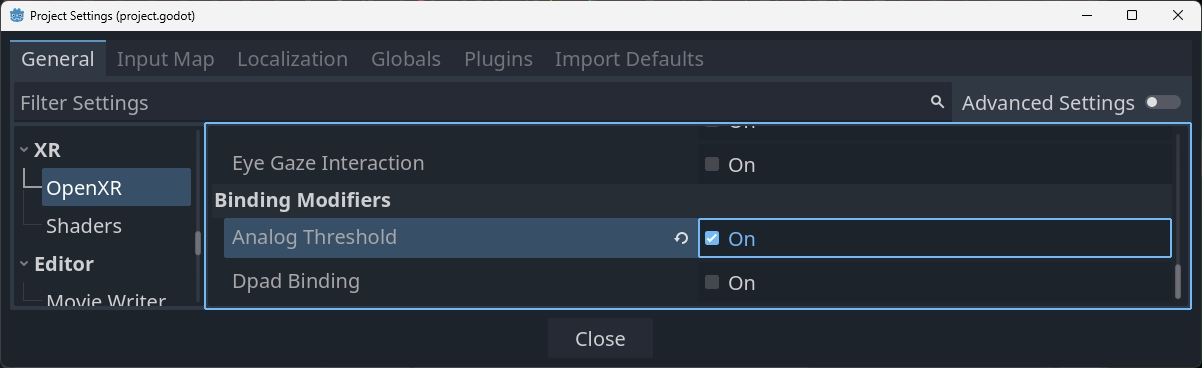 Project Settings (project.godot)
General Input Map Localization Globals Plugins Import Defaults
Filter Settings Advanced Settings
XR
OpenXR
Shaders
Editor
Movie Writer
Eye Gaze Interaction On
Binding Modifiers
Analog Threshold On
Dpad Binding On
Close